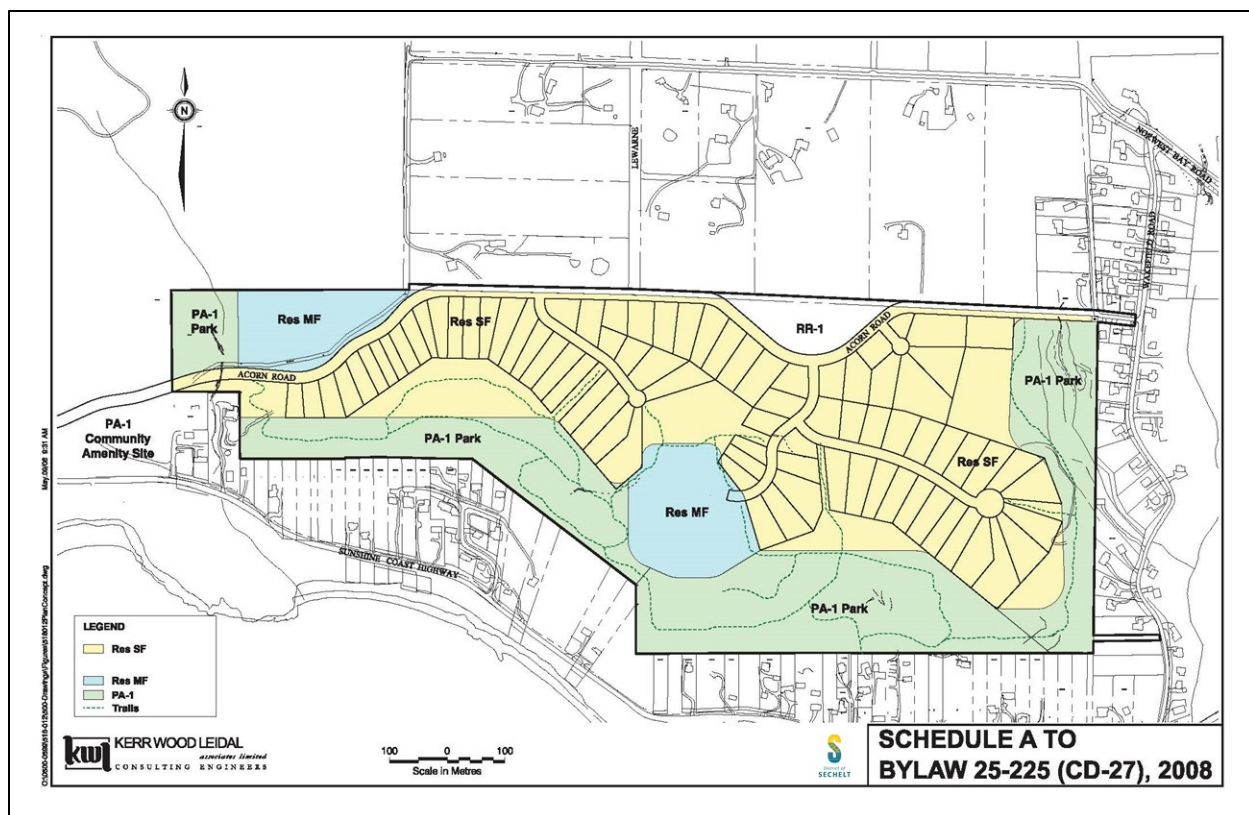 N
NORWEST BAY ROAD
LEWARNE
WAKEFIELD ROAD
PA-1
Park
Res MF
Res SF
RR-1
ACORN ROAD
ACORN ROAD
PA-1 Park
PA-1
Community
Amenity Site
PA-1 Park
Res SF
Res MF
SUNSHINE COAST HIGHWAY
PA-1 Park
LEGEND
Res SF
Res MF
PA-1
Trails
KERR WOOD LEIDAL
associates limited
CONSULTING ENGINEERS
kwl
100 0 100
Scale in Metres
District of
SECHELT
SCHEDULE A TO
BYLAW 25-225 (CD-27), 2008